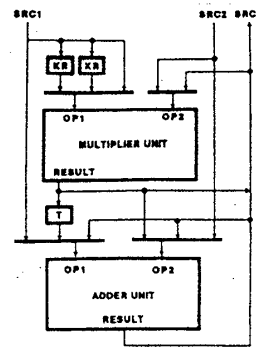 SRC1 SRC2 SRC
KR KR
OP1 OP2
MULTIPLIER UNIT
RESULT
T
OP1 OP2
ADDER UNIT
RESULT